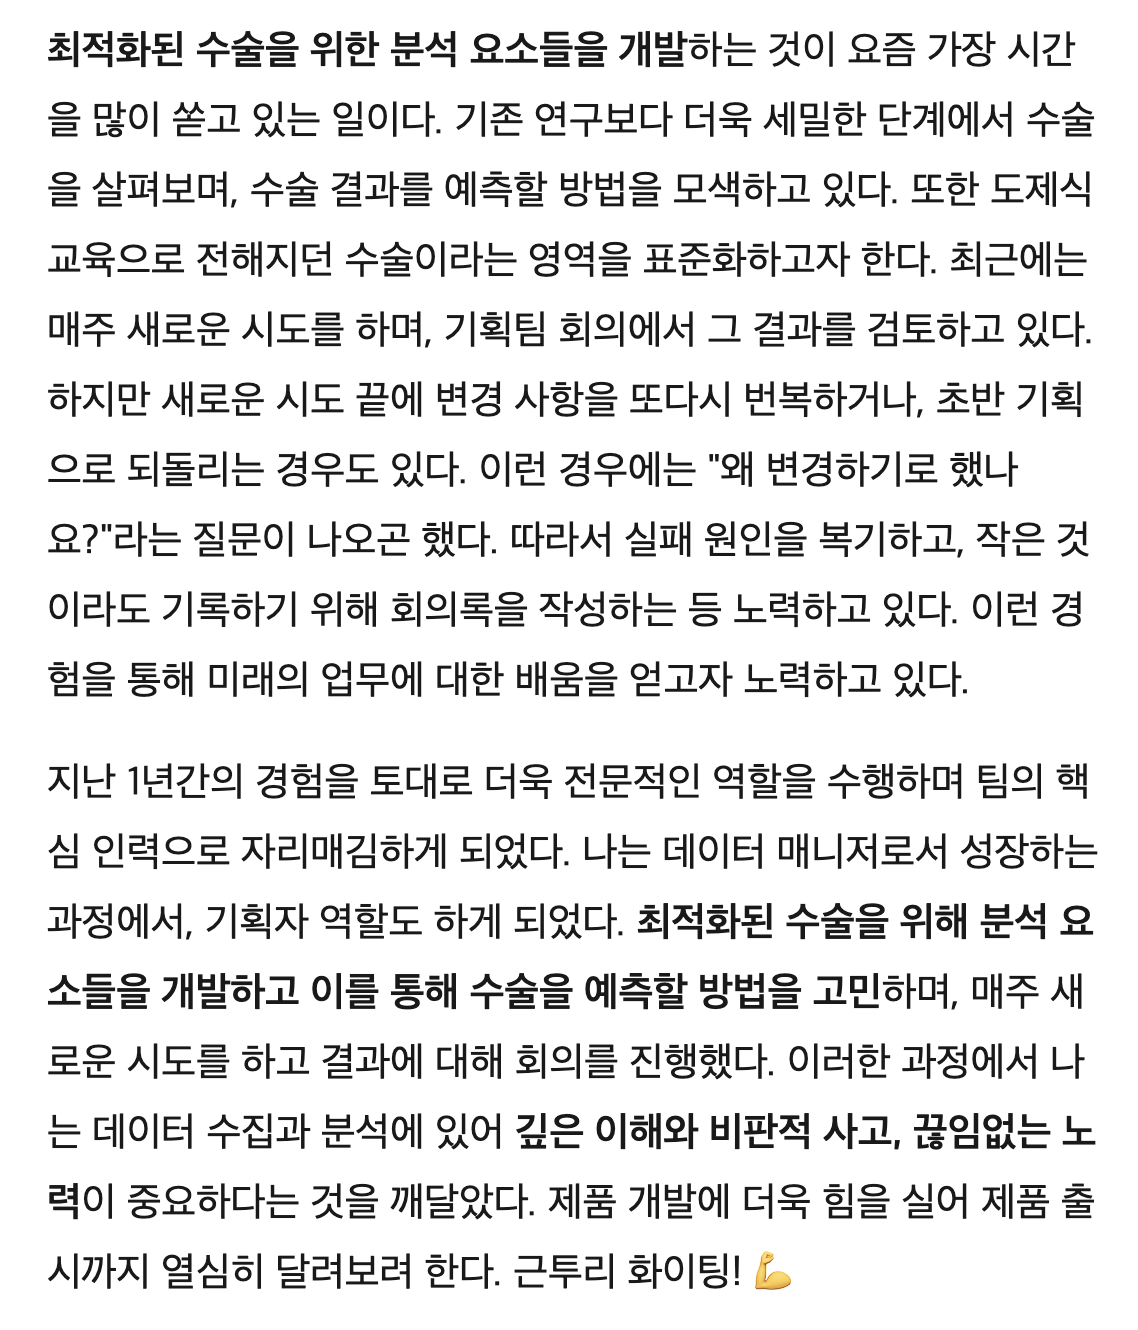 최적화된 수술을 위한 분석 요소들을 개발하는 것이 요즘 가장 시간
을 많이 쏟고 있는 일이다. 기존 연구보다 더욱 세밀한 단계에서 수술
을 살펴보며, 수술 결과를 예측할 방법을 모색하고 있다. 또한 도제식
교육으로 전해지던 수술이라는 영역을 표준화하고자 한다. 최근에는
매주 새로운 시도를 하며, 기획팀 회의에서 그 결과를 검토하고 있다.
하지만 새로운 시도 끝에 변경 사항을 또다시 번복하거나, 초반 기획
으로 되돌리는 경우도 있다. 이런 경우에는 "왜 변경하기로 했나
요?"라는 질문이 나오곤 했다. 따라서 실패 원인을 복기하고, 작은 것
이라도 기록하기 위해 회의록을 작성하는 등 노력하고 있다. 이런 경
험을 통해 미래의 업무에 대한 배움을 얻고자 노력하고 있다.
지난 1년간의 경험을 토대로 더욱 전문적인 역할을 수행하며 팀의 핵
심 인력으로 자리매김하게 되었다. 나는 데이터 매니저로서 성장하는
과정에서, 기획자 역할도 하게 되었다. 최적화된 수술을 위해 분석 요
소들을 개발하고 이를 통해 수술을 예측할 방법을 고민하며, 매주 새
로운 시도를 하고 결과에 대해 회의를 진행했다. 이러한 과정에서 나
는 데이터 수집과 분석에 있어 깊은 이해와 비판적 사고, 끊임없는 노
력이 중요하다는 것을 깨달았다. 제품 개발에 더욱 힘을 실어 제품 출
시까지 열심히 달려보려 한다. 근투리 화이팅! 💪